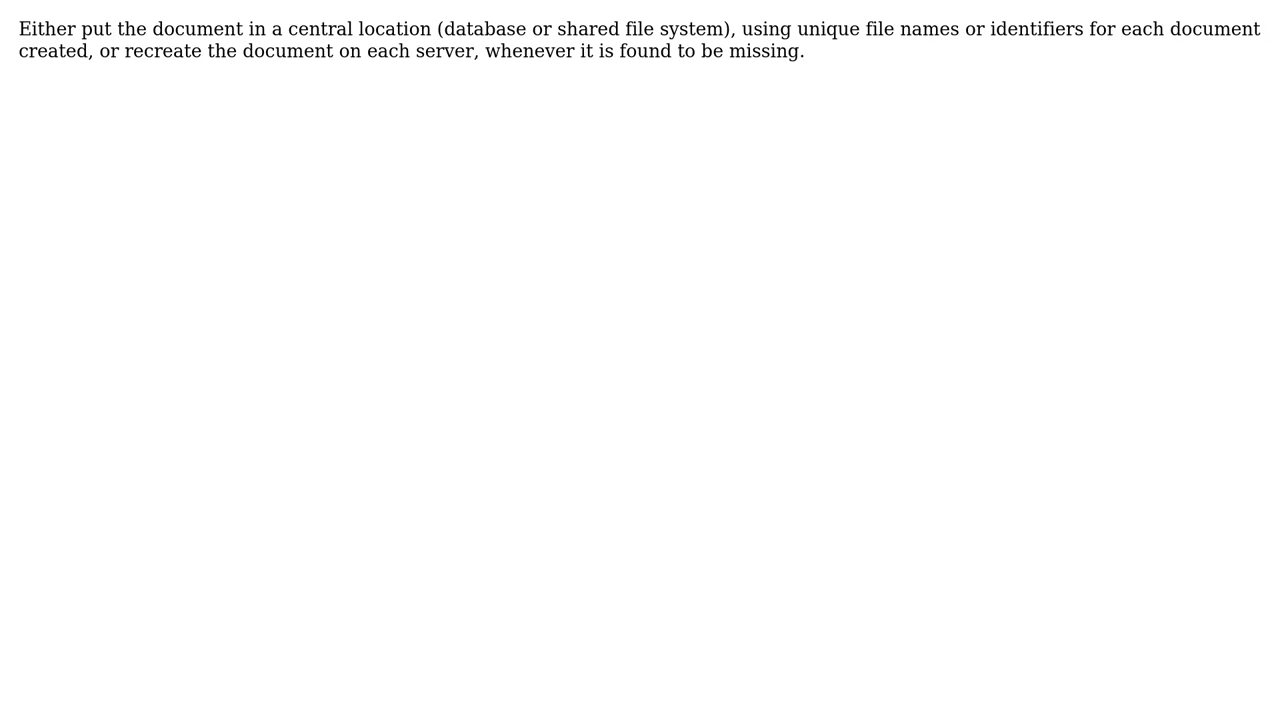 Either put the document in a central location (database or shared file system), using unique file names or identifiers for each document
created, or recreate the document on each server, whenever it is found to be missing.